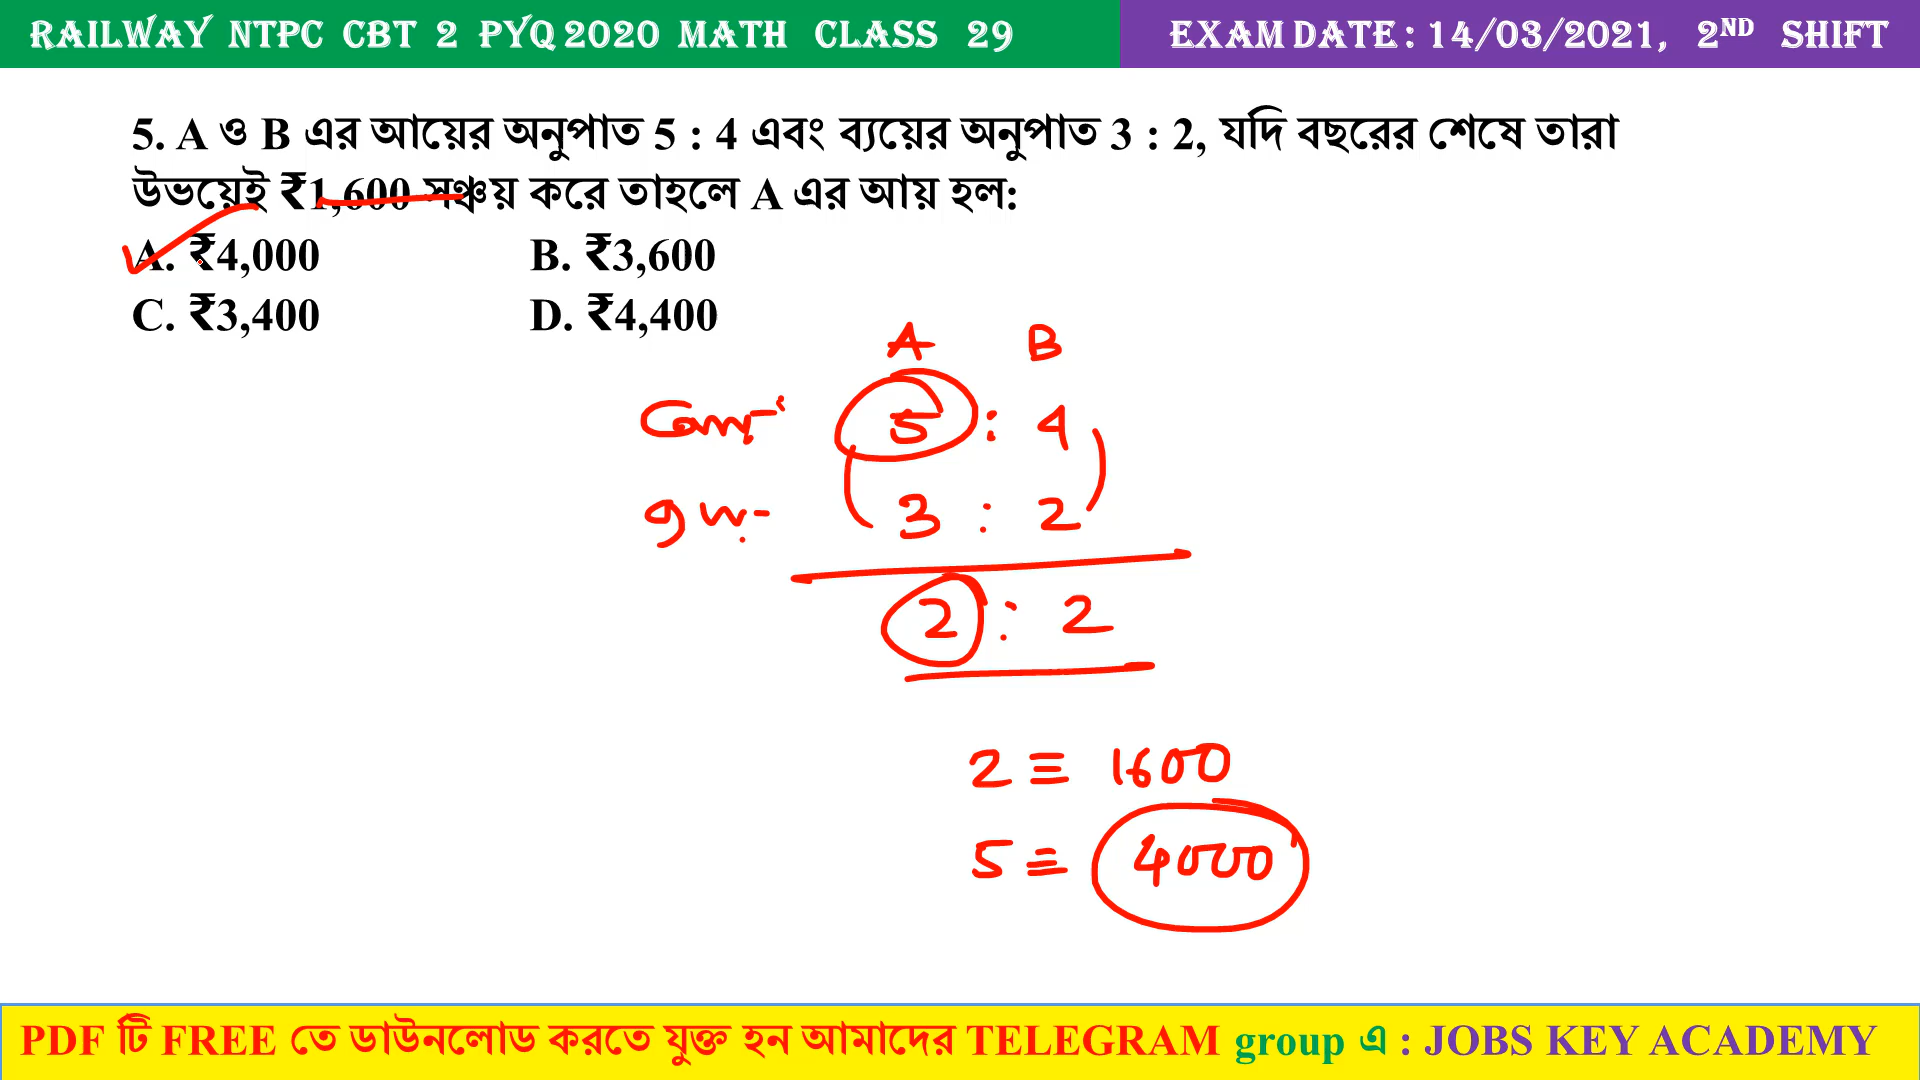 RAILWAY NTPC CBT 2 PYQ 2020 MATH CLASS 29
EXAM DATE : 14/03/2021, 2ND SHIFT
5. A ও B এর আয়ের অনুপাত 5 : 4 এবং ব্যয়ের অনুপাত 3 : 2, যদি বছরের শেষে তারা
উভয়েই ₹1,600 সঞ্চয় করে তাহলে A এর আয় হল:
A. ₹4,000 B. ₹3,600
C. ₹3,400 D. ₹4,400
A B
5 : 4
3 : 2
2 : 2
2 ≡ 1600
5 ≡ 4000
PDF টি FREE তে ডাউনলোড করতে যুক্ত হন আমাদের TELEGRAM group এ : JOBS KEY ACADEMY